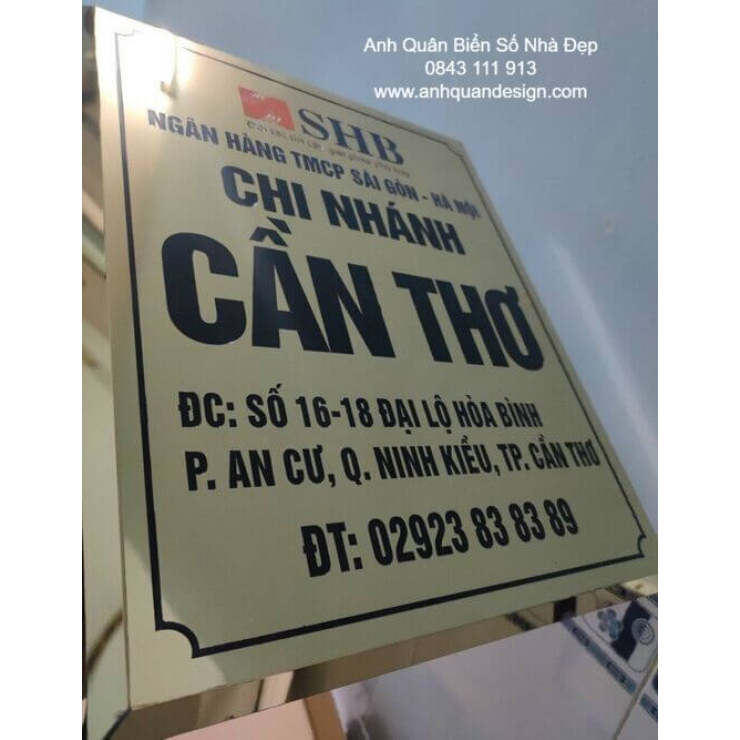 Anh Quân Biển Số Nhà Đẹp
0843 111 913
www.anhquandesign.com
SHB
NGÂN HÀNG TMCP SÀI GÒN - HÀ NỘI
CHI NHÁNH
CẦN THƠ
ĐC: SỐ 16-18 ĐẠI LỘ HÒA BÌNH
P. AN CƯ, Q. NINH KIỀU, TP. CẦN THƠ
ĐT: 02923 83 83 89